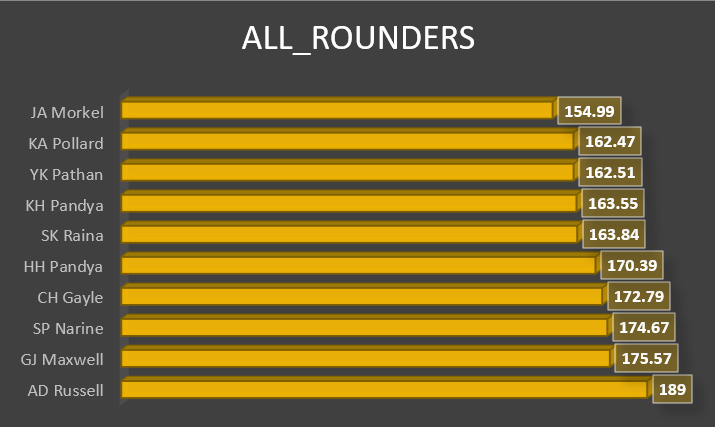 ALL_ROUNDERS
JA Morkel 154.99
KA Pollard 162.47
YK Pathan 162.51
KH Pandya 163.55
SK Raina 163.84
HH Pandya 170.39
CH Gayle 172.79
SP Narine 174.67
GJ Maxwell 175.57
AD Russell 189